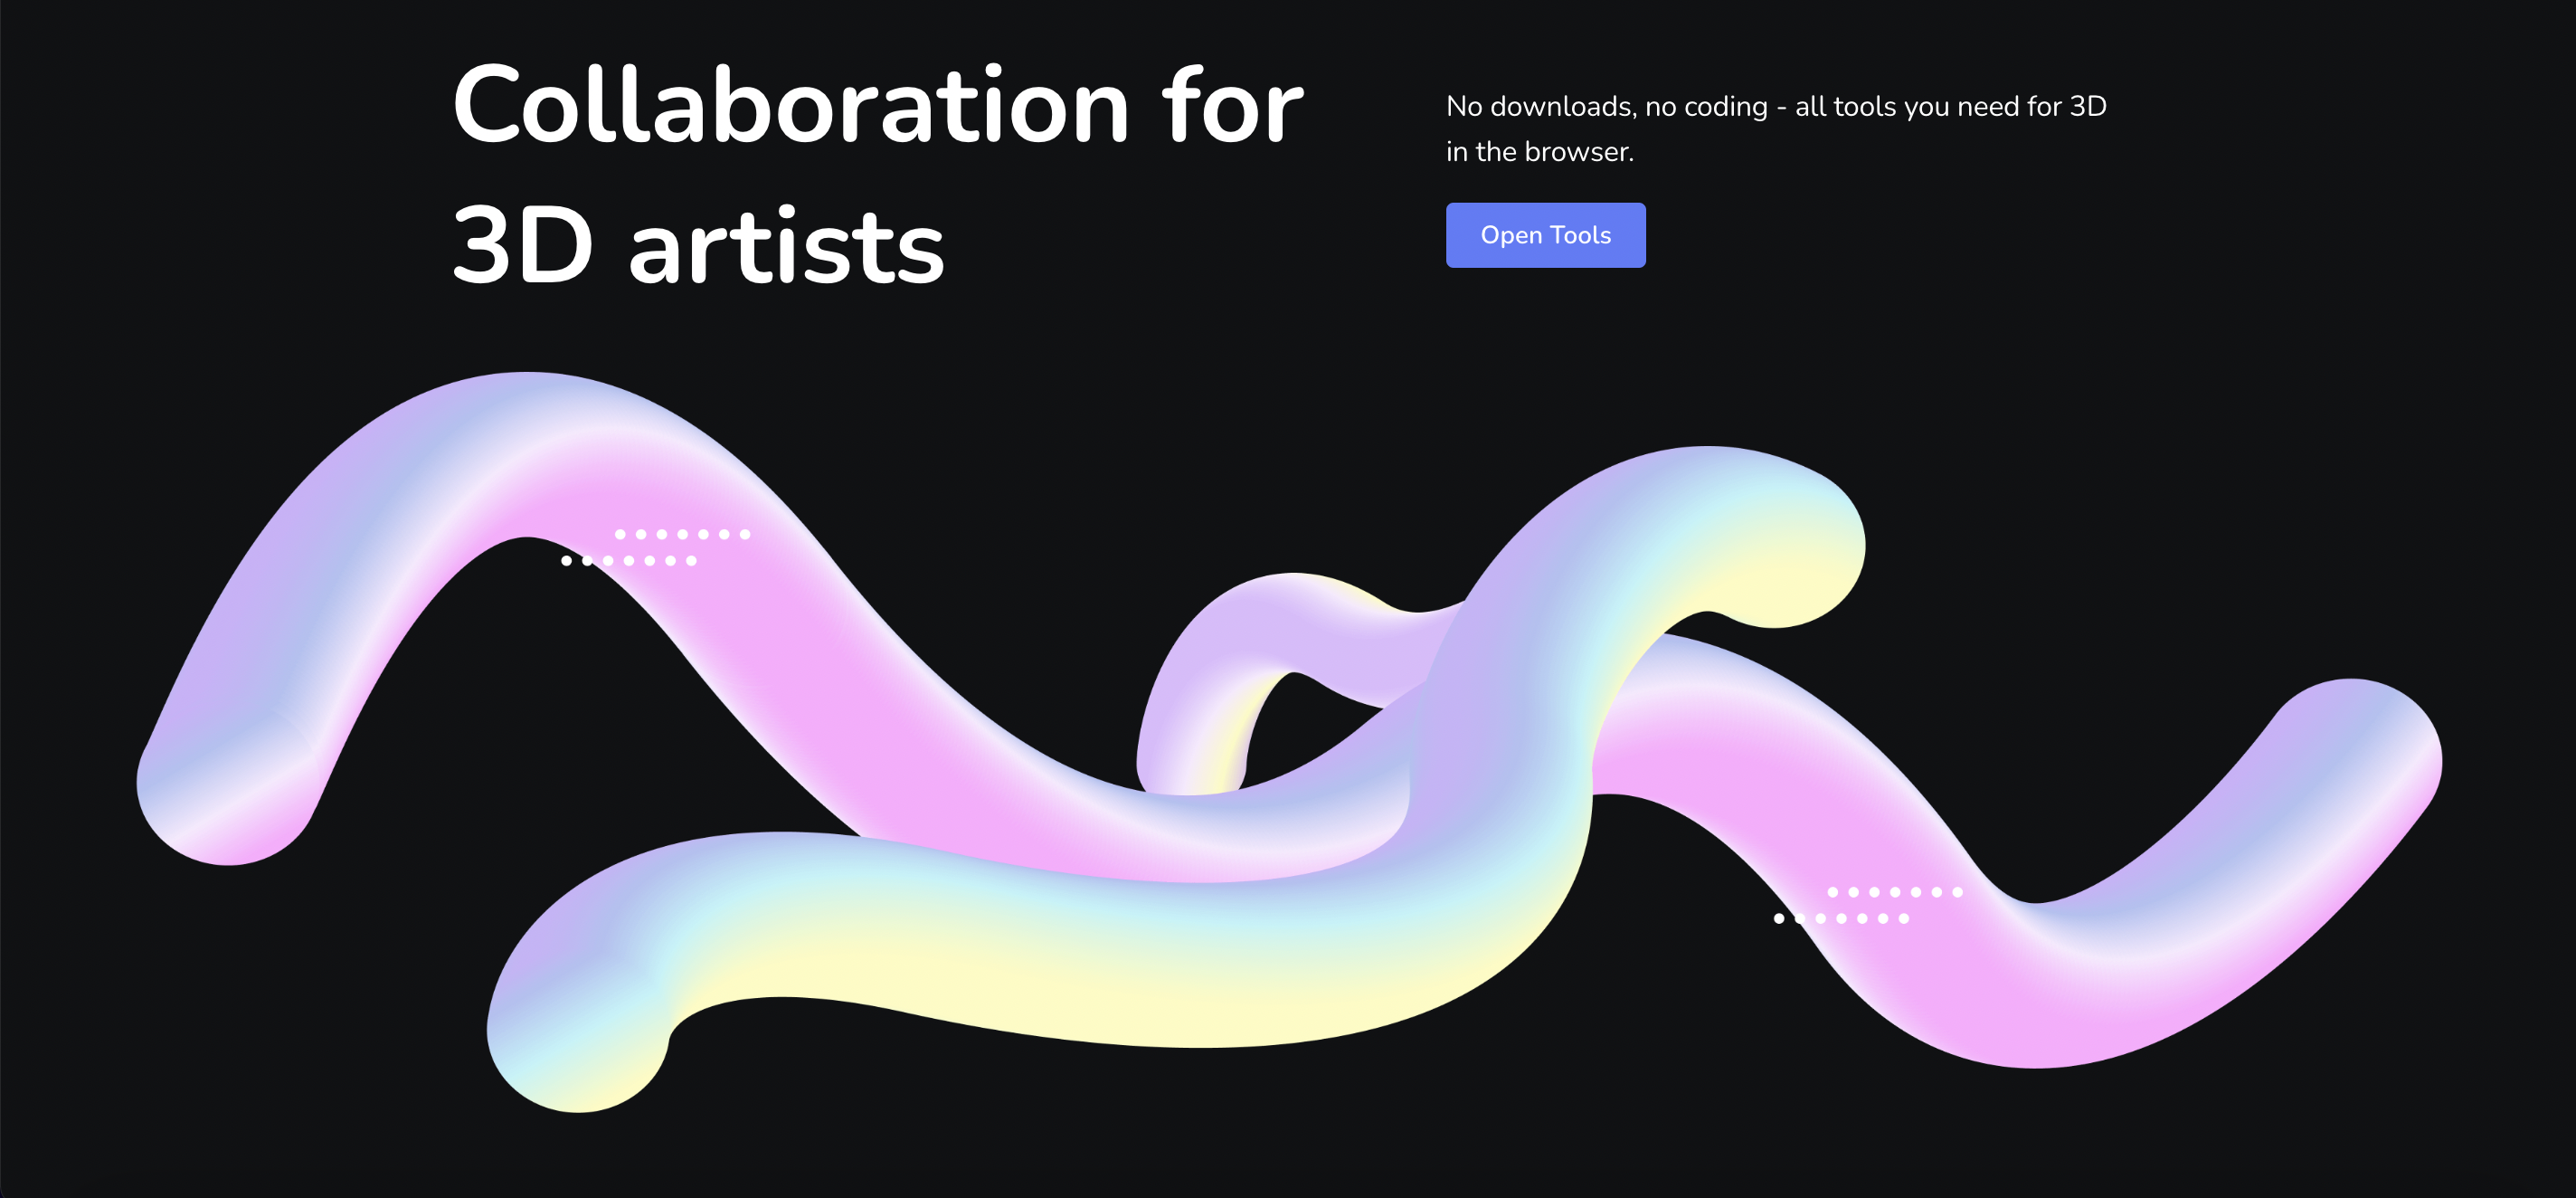 Collaboration for
3D artists
No downloads, no coding - all tools you need for 3D
in the browser.
Open Tools